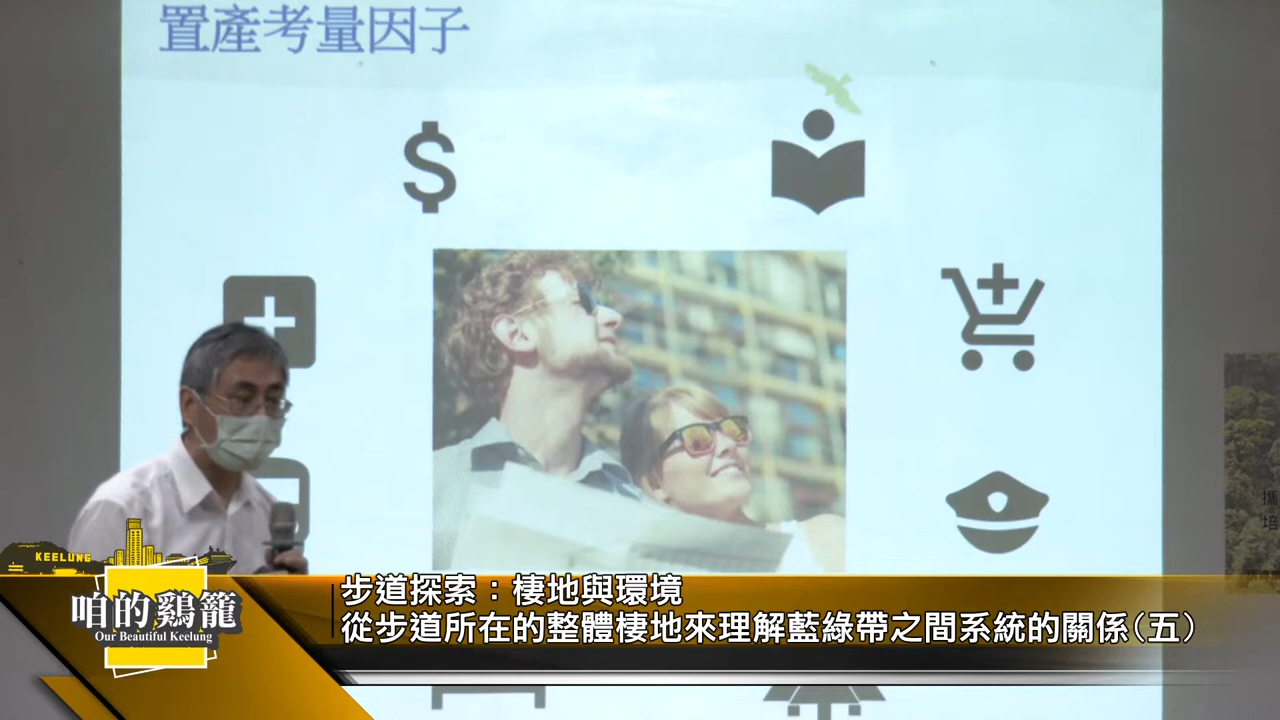 置產考量因子
$
攜
培
KEELUNG
咱的鷄籠
Our Beautiful Keelung
步道探索：棲地與環境
從步道所在的整體棲地來理解藍綠帶之間系統的關係(五)